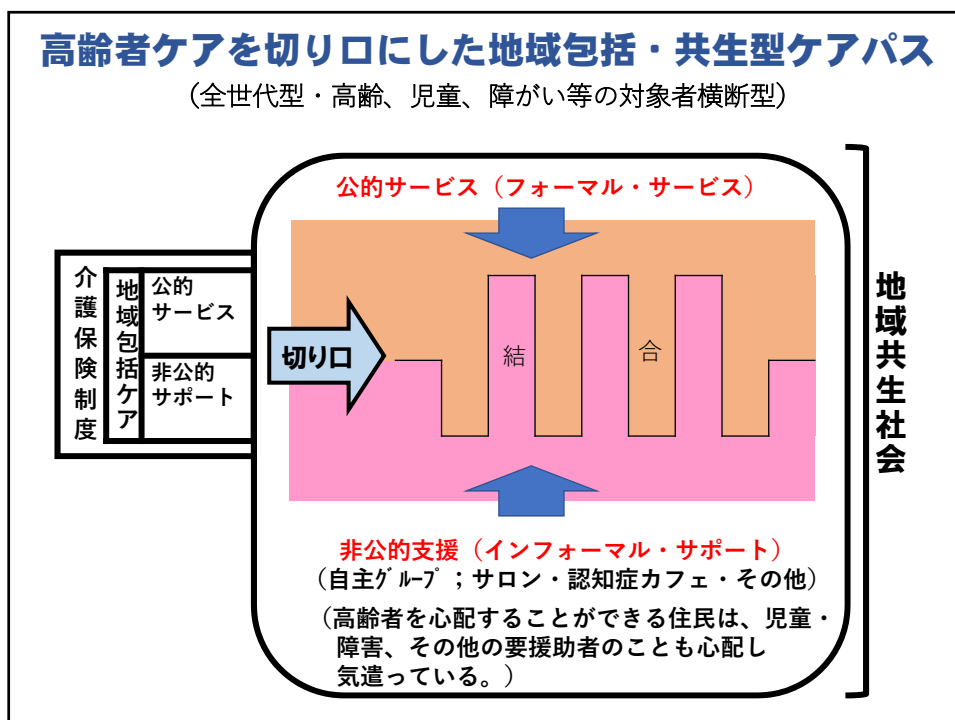 高齢者ケアを切り口にした地域包括・共生型ケアパス
（全世代型・高齢、児童、障がい等の対象者横断型）
公的サービス（フォーマル・サービス）
介護保険制度
地域包括ケア
公的
サービス
非公的
サポート
切り口
結
合
地域共生社会
非公的支援（インフォーマル・サポート）
（自主ｸﾞﾙｰﾌﾟ；サロン・認知症カフェ・その他）
（高齢者を心配することができる住民は、児童・
障害、その他の要援助者のことも心配し
気遣っている。）